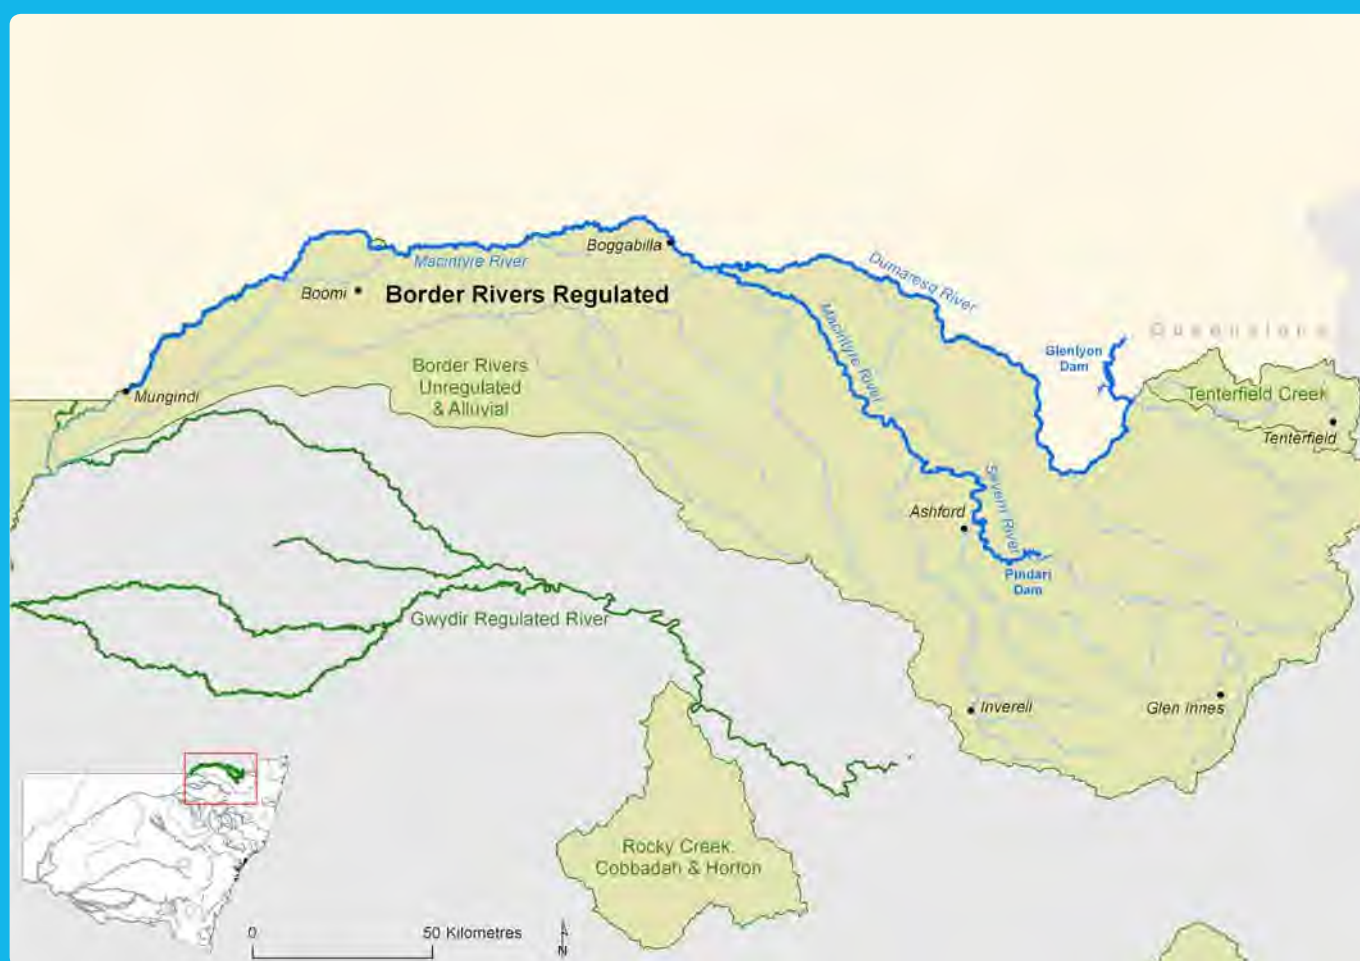 Boggabilla
Macintyre River
Dumaresq River
Boomi
Border Rivers Regulated
Macintyre River
Queensland
Glenlyon
Dam
Border Rivers
Unregulated
& Alluvial
Mungindi
Tenterfield Creek
Tenterfield
Severn River
Ashford
Pindari
Dam
Gwydir Regulated River
Inverell
Glen Innes
Rocky Creek,
Cobbadah & Horton
0 50 Kilometres
N